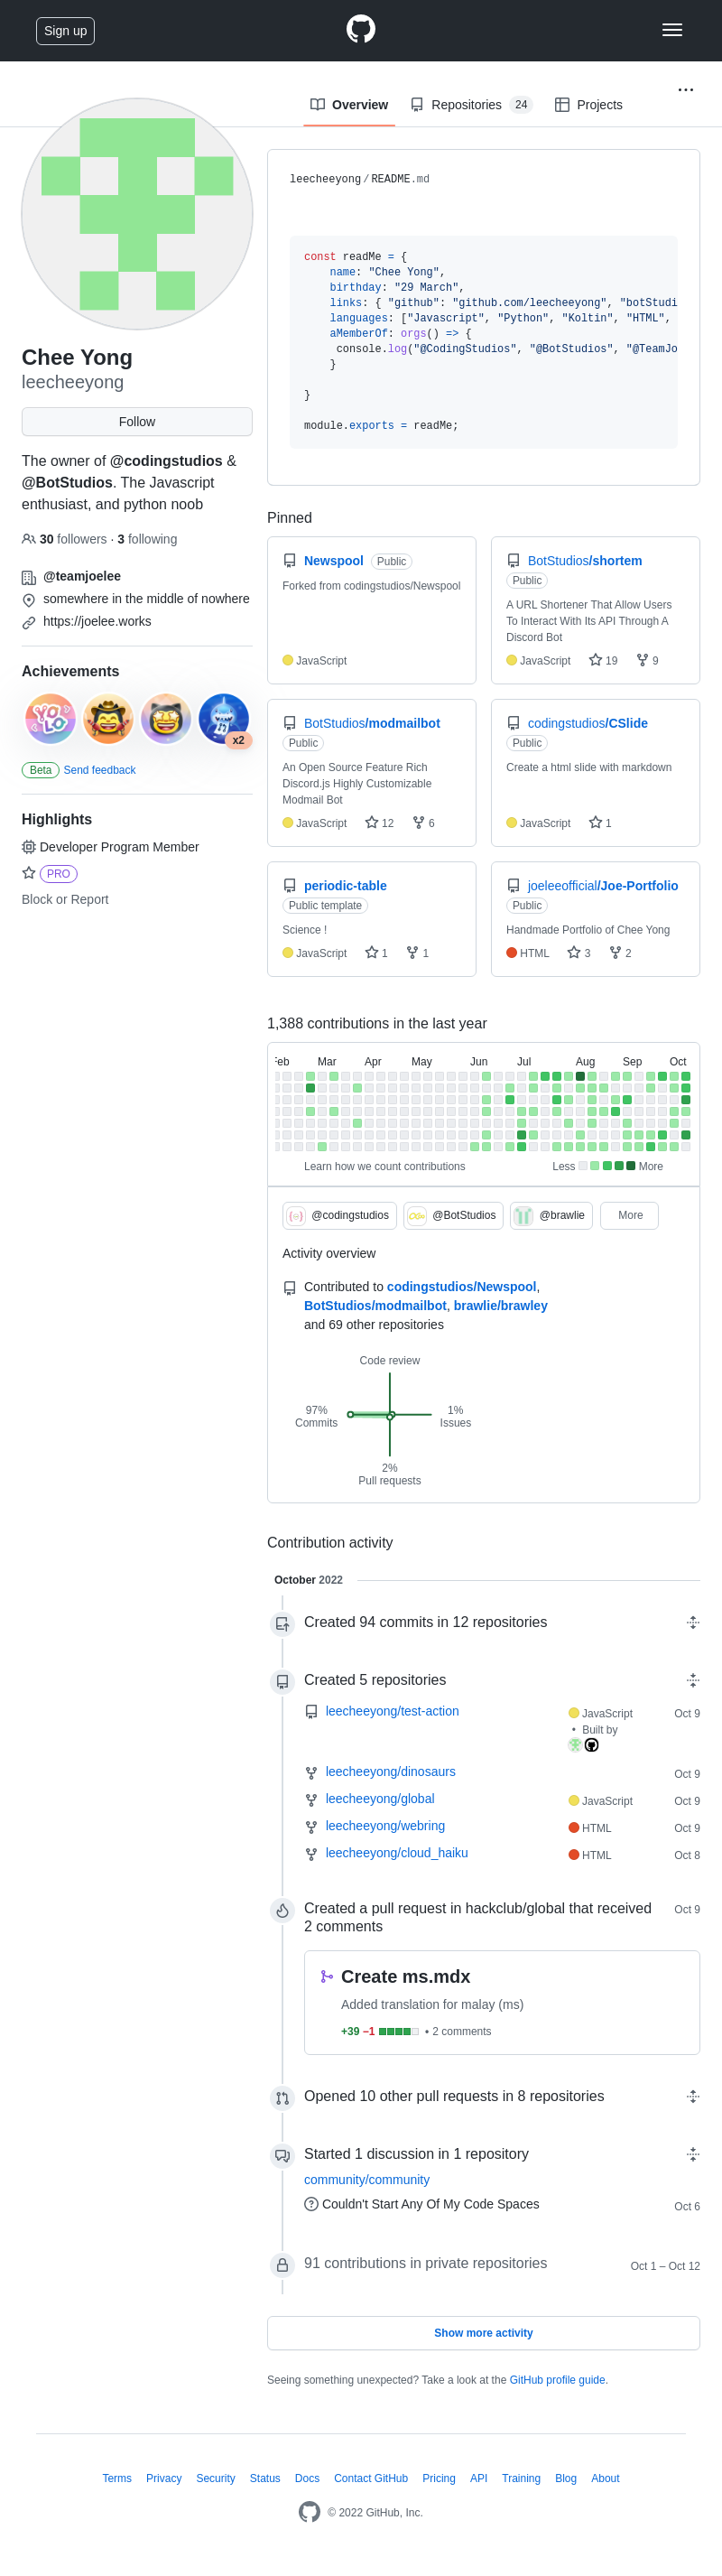 Sign up
Overview
Repositories 24
Projects
Chee Yong
leecheeyong
Follow
The owner of @codingstudios &
@BotStudios. The Javascript
enthusiast, and python noob
30 followers · 3 following
@teamjoelee
somewhere in the middle of nowhere
https://joelee.works
Achievements
YOLO
x2
Beta Send feedback
Highlights
Developer Program Member
PRO
Block or Report
leecheeyong/README.md
const readMe = {
name: "Chee Yong",
birthday: "29 March",
links: { "github": "github.com/leecheeyong", "botStudi
languages: ["Javascript", "Python", "Koltin", "HTML",
aMemberOf: orgs() => {
console.log("@CodingStudios", "@BotStudios", "@TeamJo
}
}
module.exports = readMe;
Pinned
Newspool Public
Forked from codingstudios/Newspool
JavaScript
BotStudios/shortem
Public
A URL Shortener That Allow Users
To Interact With Its API Through A
Discord Bot
JavaScript 19 9
BotStudios/modmailbot
Public
An Open Source Feature Rich
Discord.js Highly Customizable
Modmail Bot
JavaScript 12 6
codingstudios/CSlide
Public
Create a html slide with markdown
JavaScript 1
periodic-table
Public template
Science !
JavaScript 1 1
joeleeofficial/Joe-Portfolio
Public
Handmade Portfolio of Chee Yong
HTML 3 2
1,388 contributions in the last year
Feb Mar Apr May Jun Jul Aug Sep Oct
Learn how we count contributions
Less More
@codingstudios @BotStudios @brawlie More
Activity overview
Contributed to codingstudios/Newspool,
BotStudios/modmailbot, brawlie/brawley
and 69 other repositories
Code review
97%
Commits
1%
Issues
2%
Pull requests
Contribution activity
October 2022
Created 94 commits in 12 repositories
Created 5 repositories
leecheeyong/test-action JavaScript Oct 9
• Built by
leecheeyong/dinosaurs Oct 9
leecheeyong/global JavaScript Oct 9
leecheeyong/webring HTML Oct 9
leecheeyong/cloud_haiku HTML Oct 8
Created a pull request in hackclub/global that received Oct 9
2 comments
Create ms.mdx
Added translation for malay (ms)
+39 −1 • 2 comments
Opened 10 other pull requests in 8 repositories
Started 1 discussion in 1 repository
community/community
Couldn't Start Any Of My Code Spaces Oct 6
91 contributions in private repositories Oct 1 – Oct 12
Show more activity
Seeing something unexpected? Take a look at the GitHub profile guide.
Terms Privacy Security Status Docs Contact GitHub Pricing API Training Blog About
© 2022 GitHub, Inc.